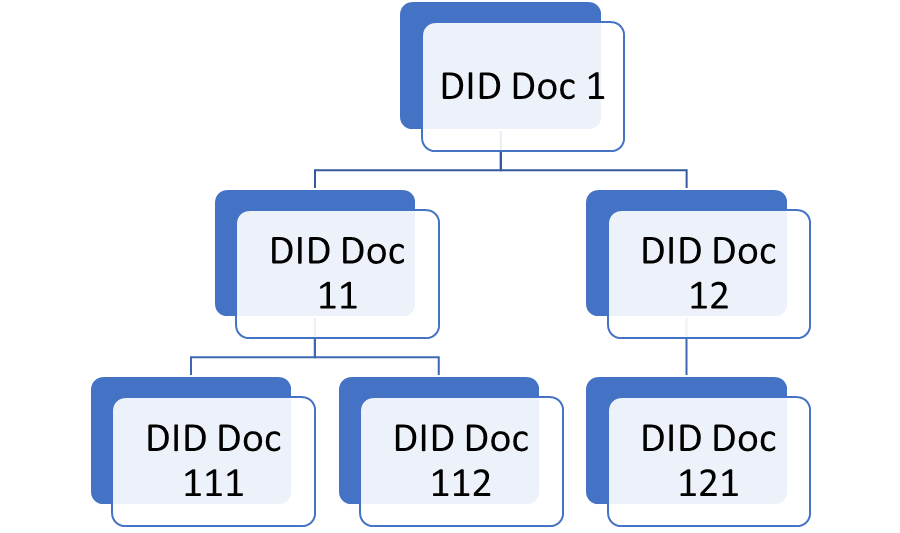 DID Doc 1
DID Doc
11
DID Doc
12
DID Doc
111
DID Doc
112
DID Doc
121